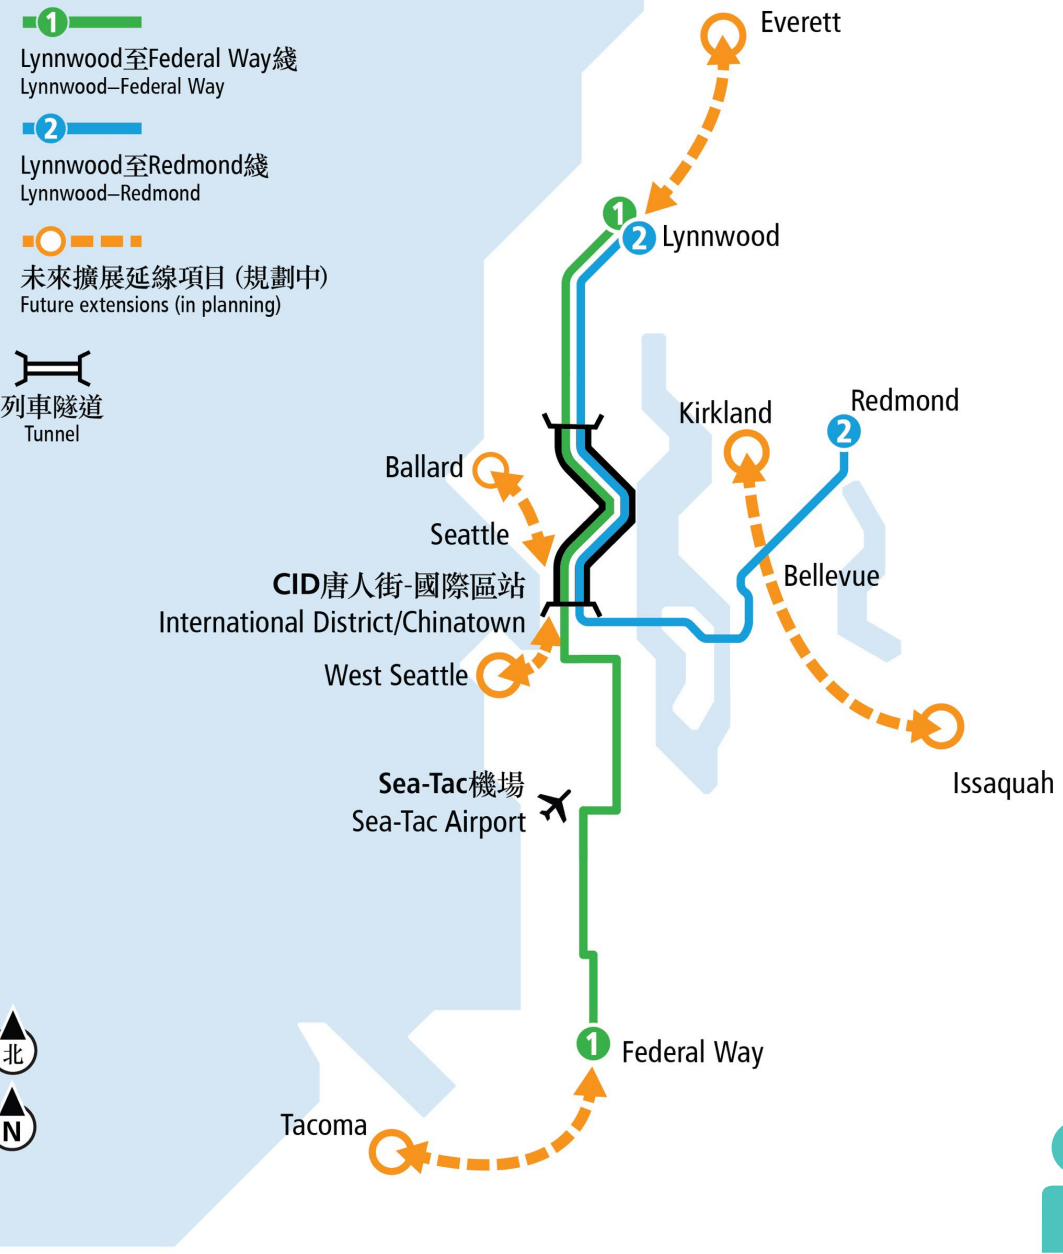 1
Lynnwood至Federal Way綫
Lynnwood–Federal Way
2
Lynnwood至Redmond綫
Lynnwood–Redmond
未來擴展延線項目 (規劃中)
Future extensions (in planning)
列車隧道
Tunnel
Everett
1
2 Lynnwood
Kirkland
Redmond
2
Ballard
Seattle
Bellevue
CID唐人街-國際區站
International District/Chinatown
West Seattle
Issaquah
Sea-Tac機場
Sea-Tac Airport
1 Federal Way
Tacoma
北
N